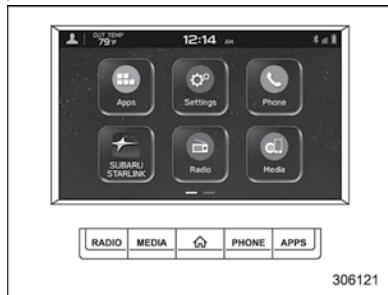 OUT TEMP
79°F
12:14 AM
Apps
Settings
Phone
SUBARU
STARLINK
Radio
Media
RADIO MEDIA PHONE APPS
306121